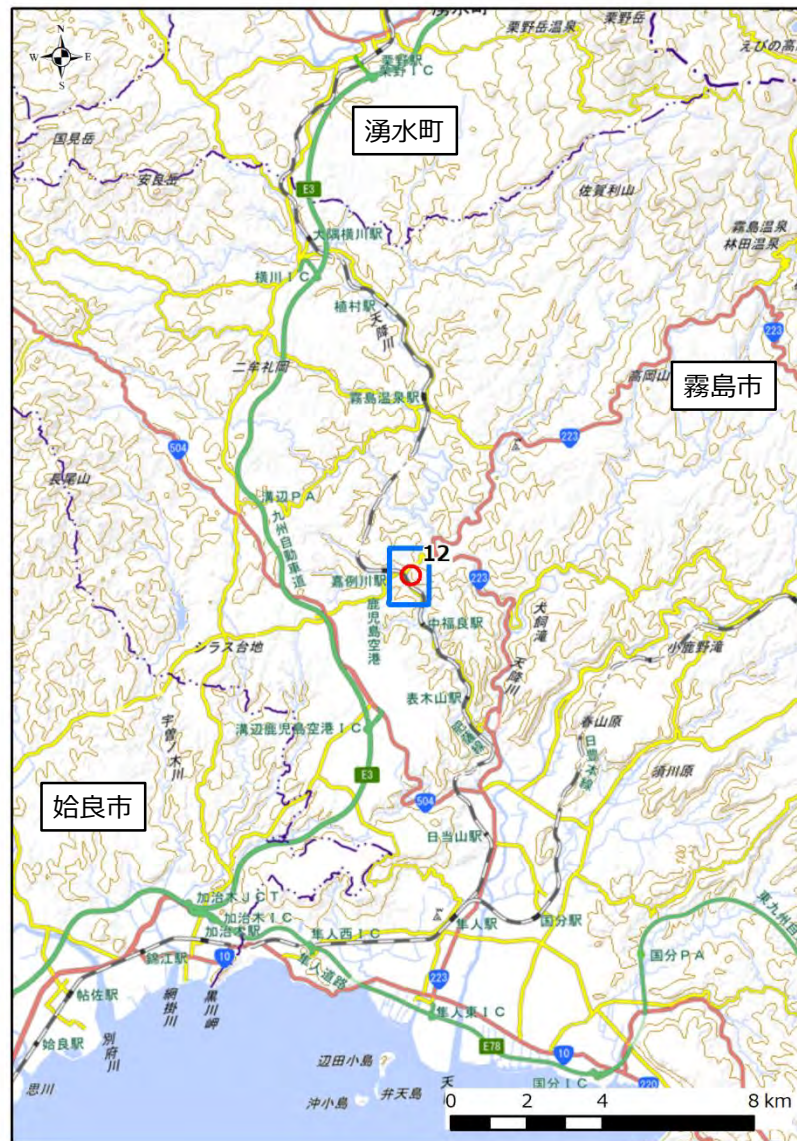 湧水町
栗野岳温泉
栗野岳
えびの高
N
W
E
S
栗野駅
栗野IC
湧水町
国見岳
安良岳
E3
佐賀利山
大隅横川駅
霧島温泉
林田温泉
横川IC
植村駅
天降川
223
二牟礼岡
高岡山
霧島市
霧島温泉駅
504
223
長尾山
溝辺PA
九州自動車道
12
嘉例川駅
223
鹿児島空港
中福良駅
犬飼滝
小鹿野滝
シラス台地
天降川
表木山駅
春山原
宇曽ノ木川
溝辺鹿児島空港IC
肥薩線
日豊本線
須川原
E3
姶良市
504
日当山駅
加治木JCT
加治木IC
加治木駅
隼人西IC
隼人駅
国分駅
東九州自
国分PA
錦江駅
10
隼人道路
223
帖佐駅
網掛川
黒川岬
隼人東IC
別府川
姶良駅
E78
10
辺田小島
国分IC
220
思川
沖小島
弁天島
天
0
2
4
8 km